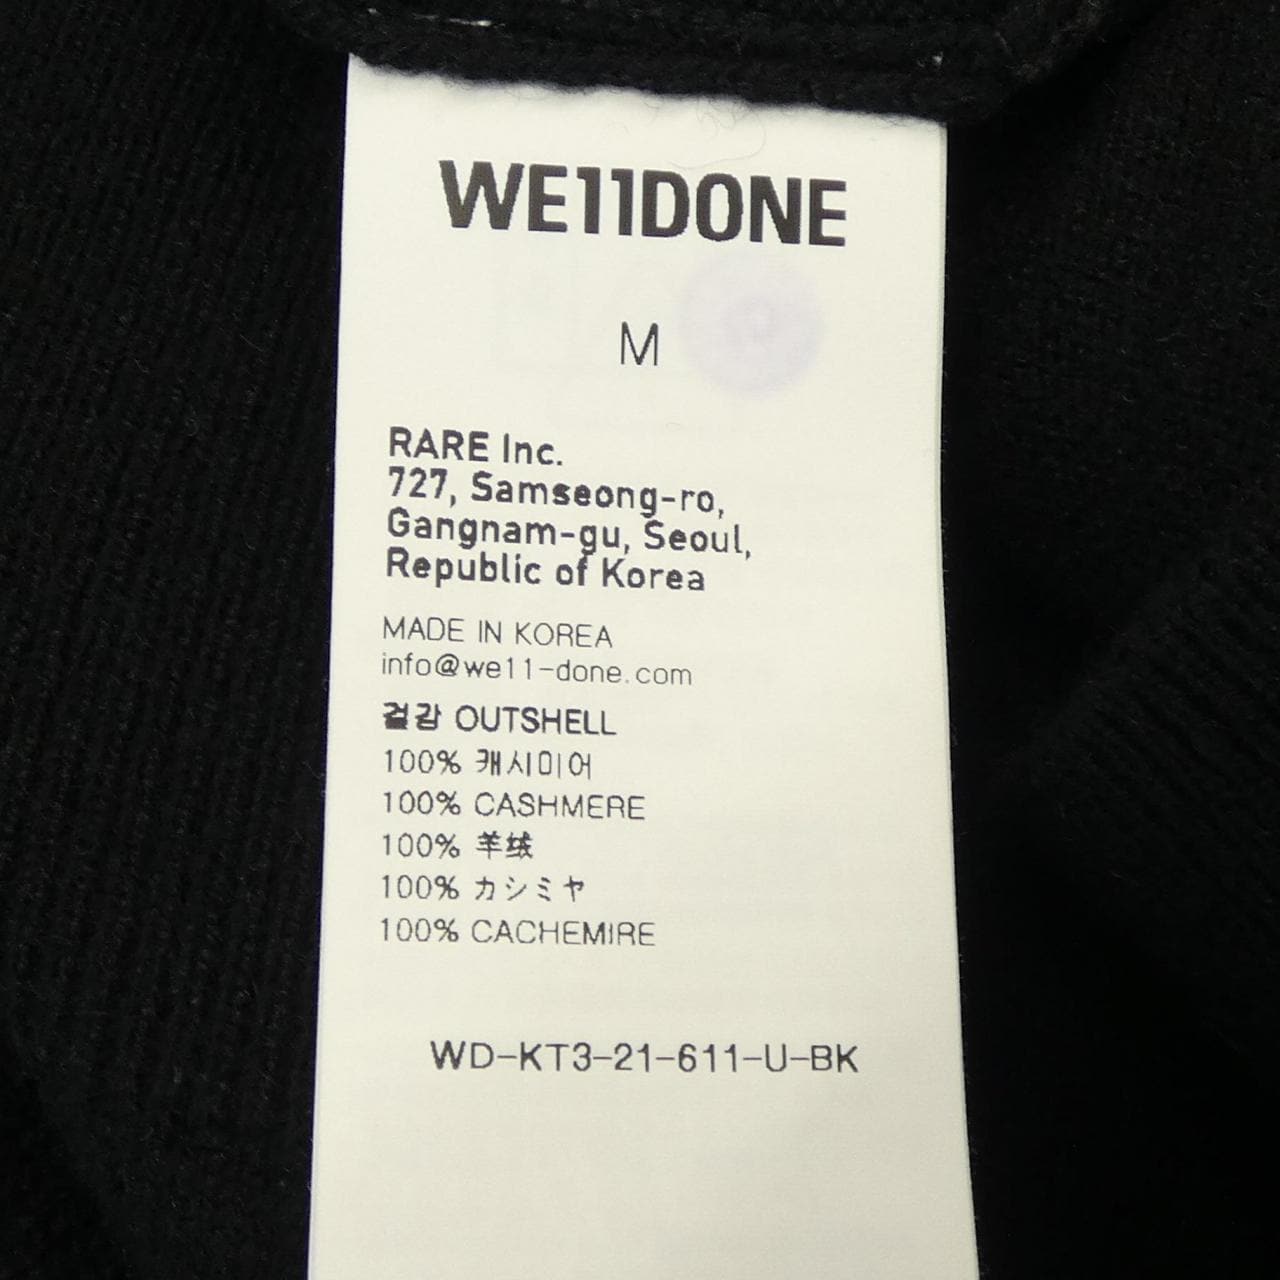 WE11DONE
M
RARE Inc.
727, Samseong-ro,
Gangnam-gu, Seoul,
Republic of Korea
MADE IN KOREA
info@we11-done.com
겉감 OUTSHELL
100% 캐시미어
100% CASHMERE
100% 羊绒
100% カシミヤ
100% CACHEMIRE
WD-KT3-21-611-U-BK